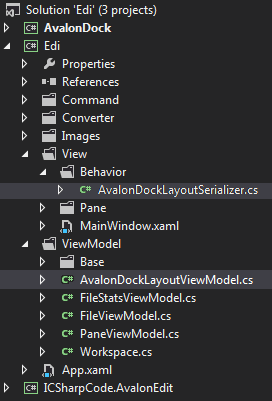 Solution 'Edi' (3 projects)
C# AvalonDock
C# Edi
Properties
References
Command
Converter
Images
View
Behavior
C# AvalonDockLayoutSerializer.cs
Pane
MainWindow.xaml
ViewModel
Base
C# AvalonDockLayoutViewModel.cs
C# FileStatsViewModel.cs
C# FileViewModel.cs
C# PaneViewModel.cs
C# Workspace.cs
App.xaml
C# ICSharpCode.AvalonEdit